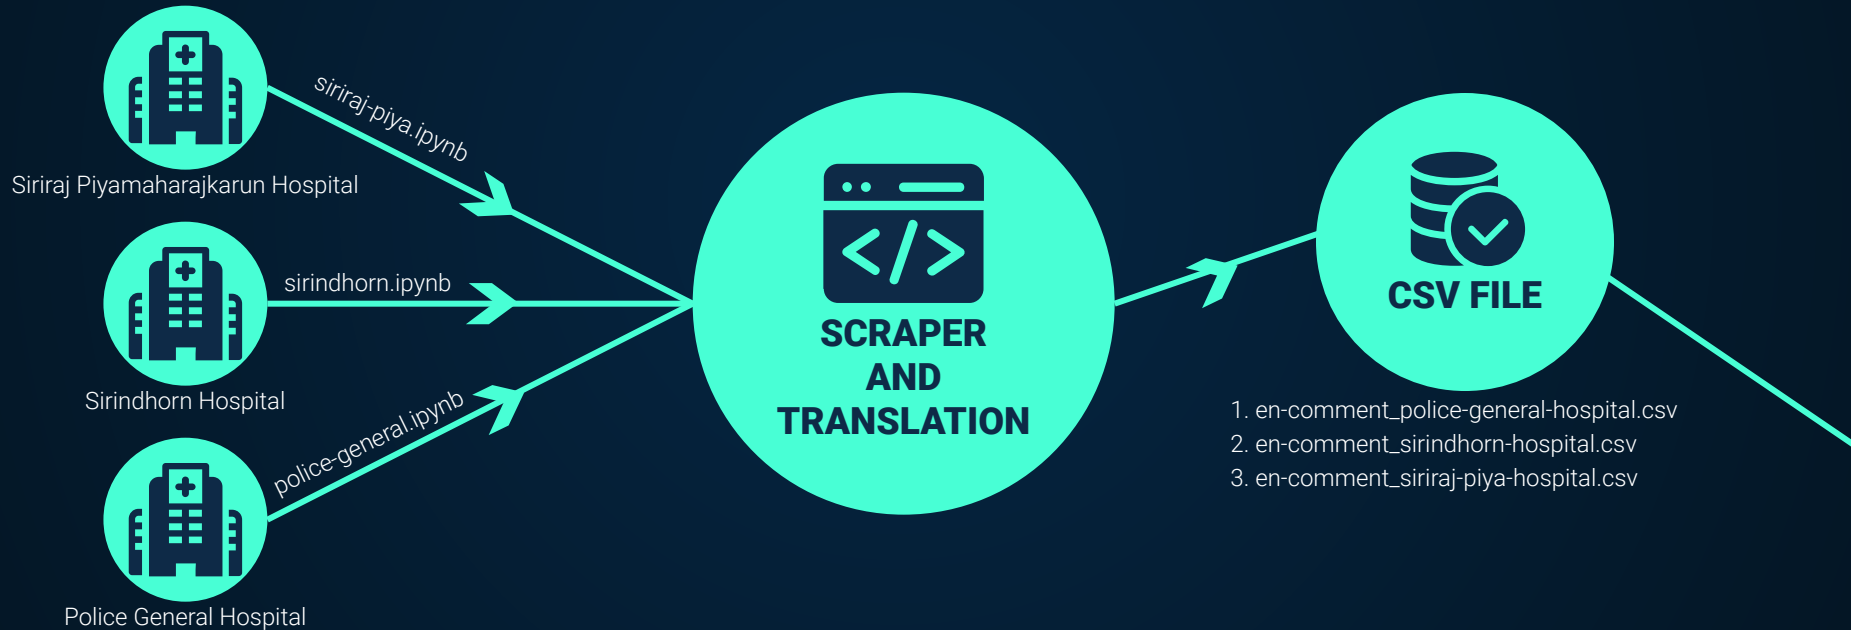 siriraj-piya.ipynb
Siriraj Piyamaharajkarun Hospital
sirindhorn.ipynb
Sirindhorn Hospital
police-general.ipynb
Police General Hospital
SCRAPER
AND
TRANSLATION
CSV FILE
1. en-comment_police-general-hospital.csv
2. en-comment_sirindhorn-hospital.csv
3. en-comment_siriraj-piya-hospital.csv